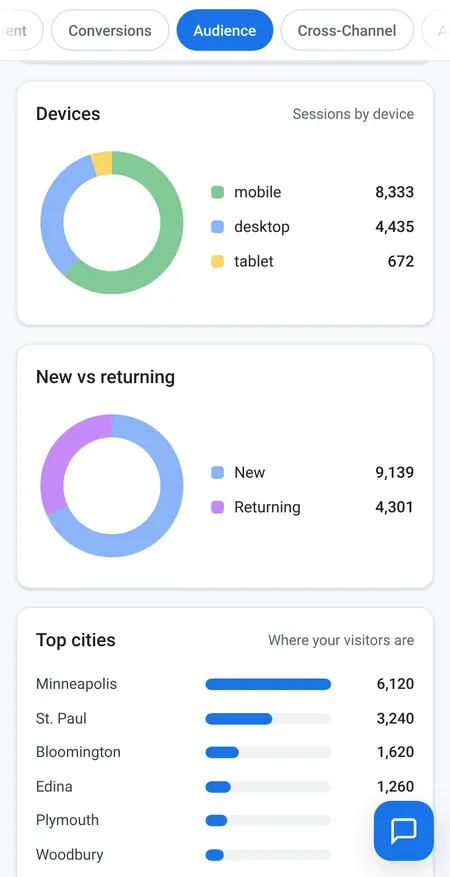 Conversions Audience Cross-Channel
Devices Sessions by device
mobile 8,333
desktop 4,435
tablet 672
New vs returning
New 9,139
Returning 4,301
Top cities Where your visitors are
Minneapolis 6,120
St. Paul 3,240
Bloomington 1,620
Edina 1,260
Plymouth
Woodbury